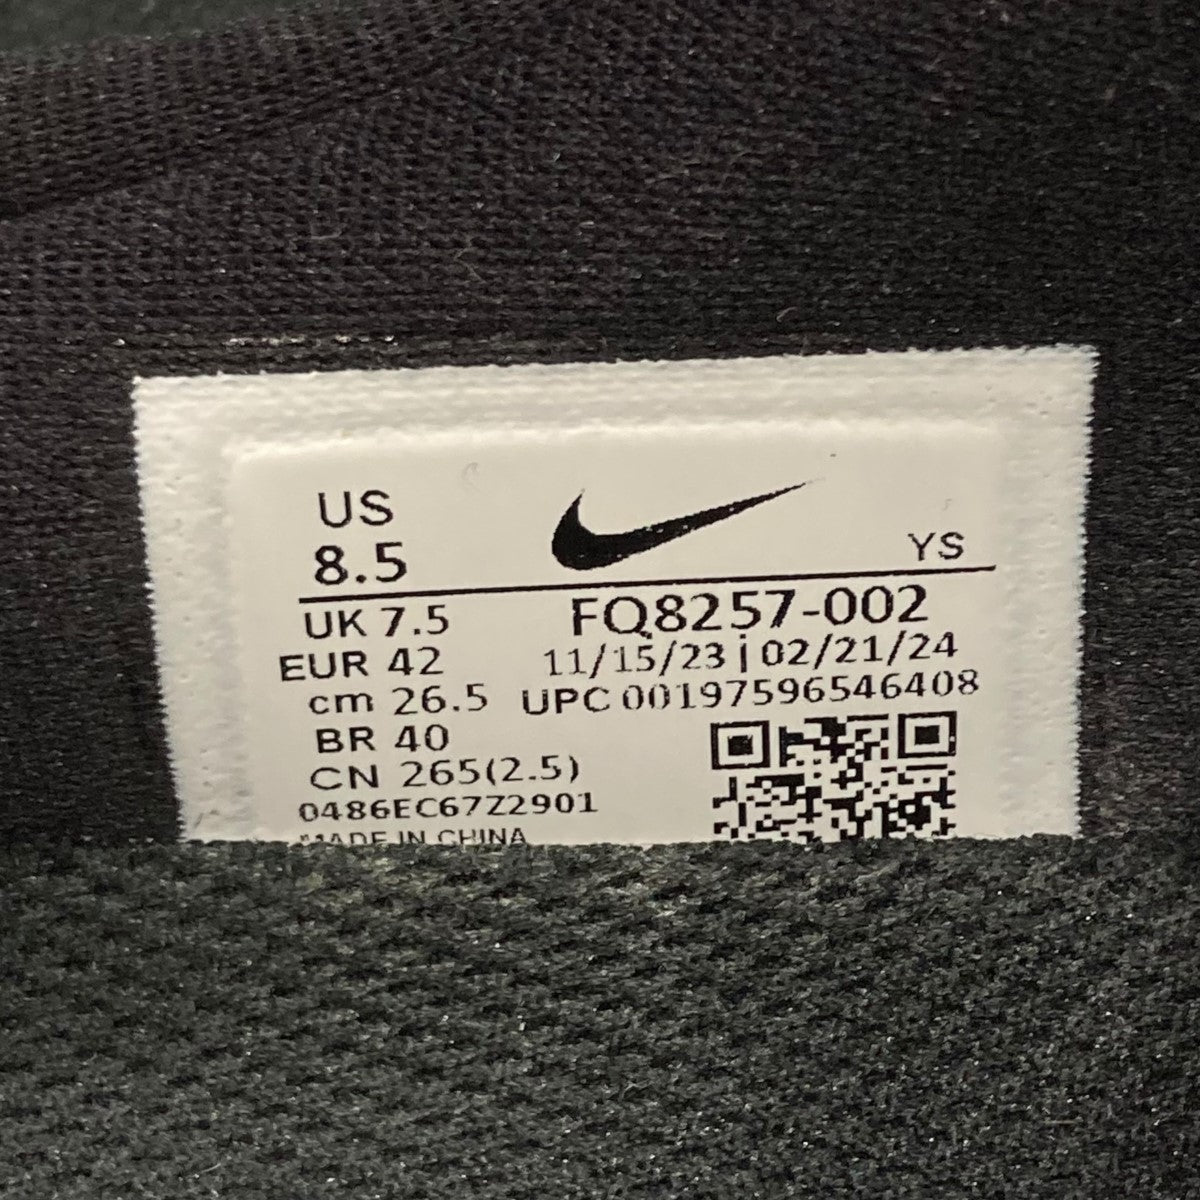 US
8.5
YS
UK 7.5
FQ8257-002
EUR 42
11/15/23 | 02/21/24
cm 26.5
UPC 00197596546408
BR 40
CN 265(2.5)
0486EC67Z2901
MADE IN CHINA